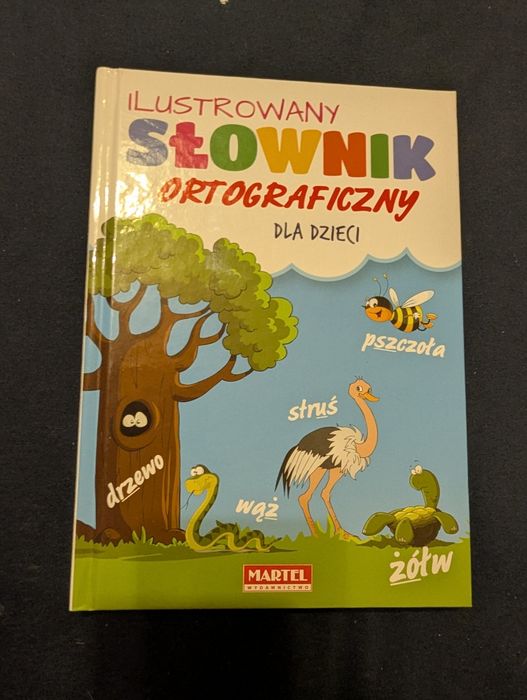 ILUSTROWANY
SŁOWNIK
ORTOGRAFICZNY
DLA DZIECI
pszczoła
struś
drzewo
wąż
żółw
MARTEL
WYDAWNICTWO